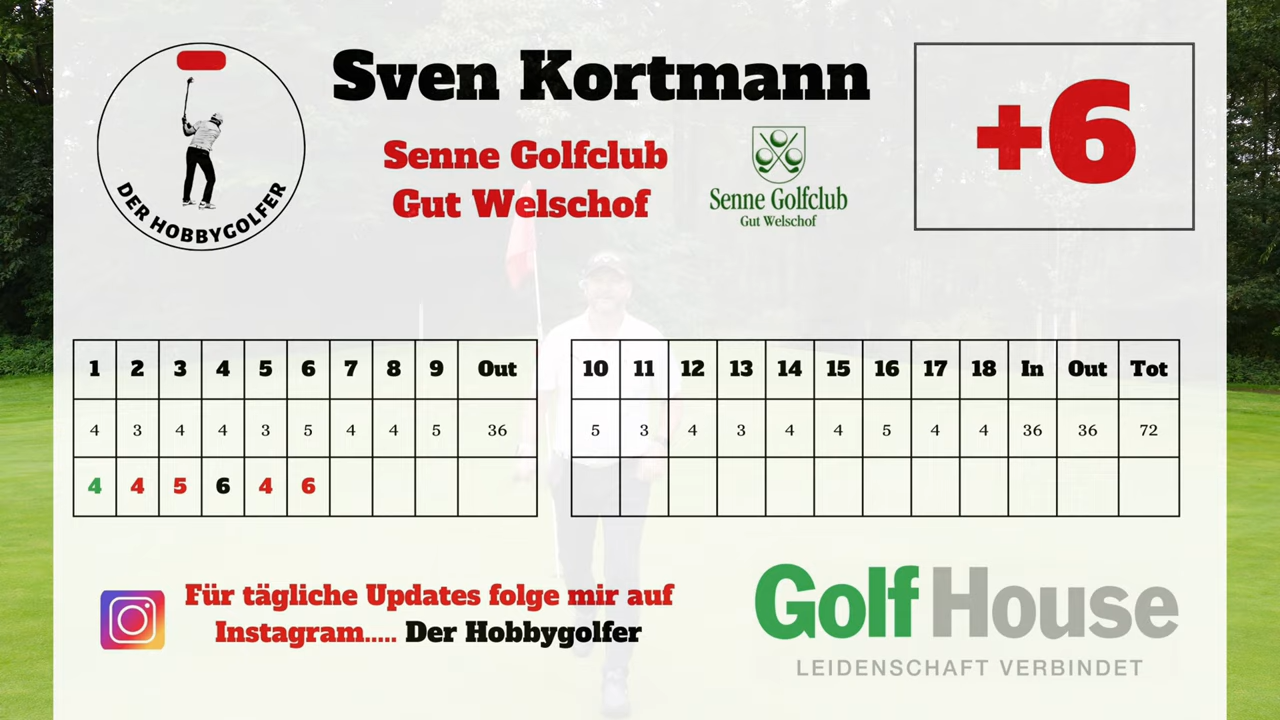 Sven Kortmann
DER HOBBYGOLFER
Senne Golfclub
Gut Welschof
Senne Golfclub
Gut Welschof
+6
1 2 3 4 5 6 7 8 9 Out
4 3 4 4 3 5 4 4 5 36
4 4 5 6 4 6
10 11 12 13 14 15 16 17 18 In Out Tot
5 3 4 3 4 4 5 4 4 36 36 72
Für tägliche Updates folge mir auf
Instagram..... Der Hobbygolfer
Golf House
LEIDENSCHAFT VERBINDET